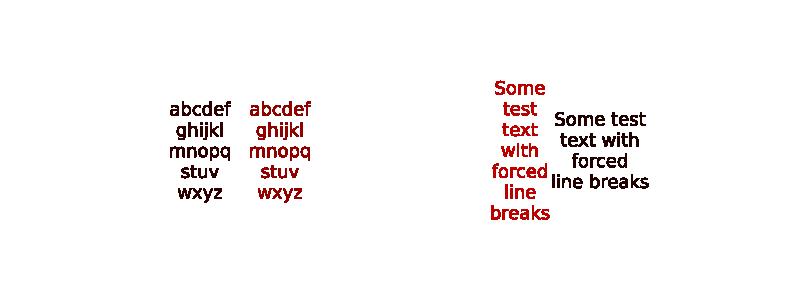 abcdef
ghijkl
mnopq
stuv
wxyz
abcdef
ghijkl
mnopq
stuv
wxyz
Some
test
text
with
forced
line
breaks
Some test
text with
forced
line breaks